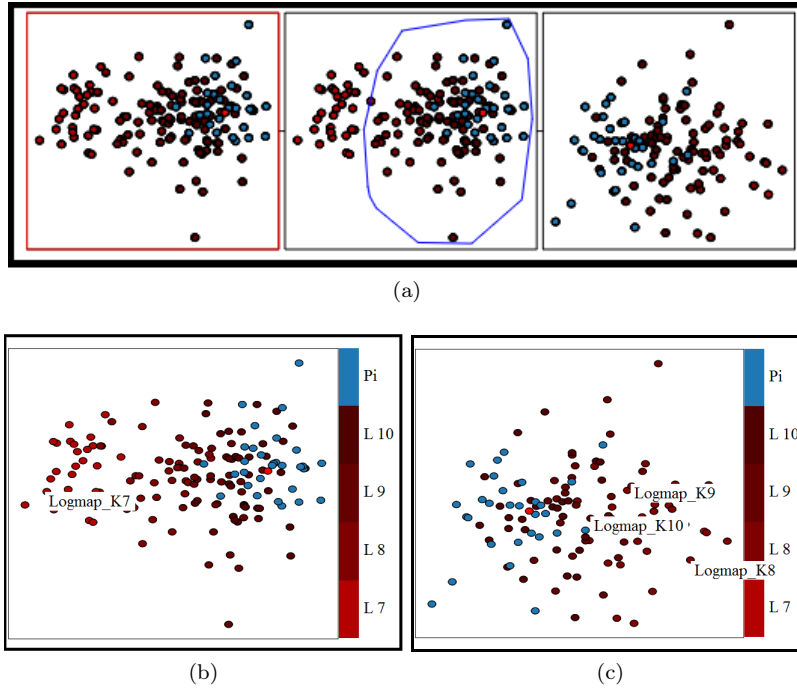 (a)
Pi
L 10
L 9
L 8
L 7
Logmap_K7
Pi
L 10
L 9
L 8
L 7
Logmap_K9
Logmap_K10
Logmap_K8
(b)
(c)